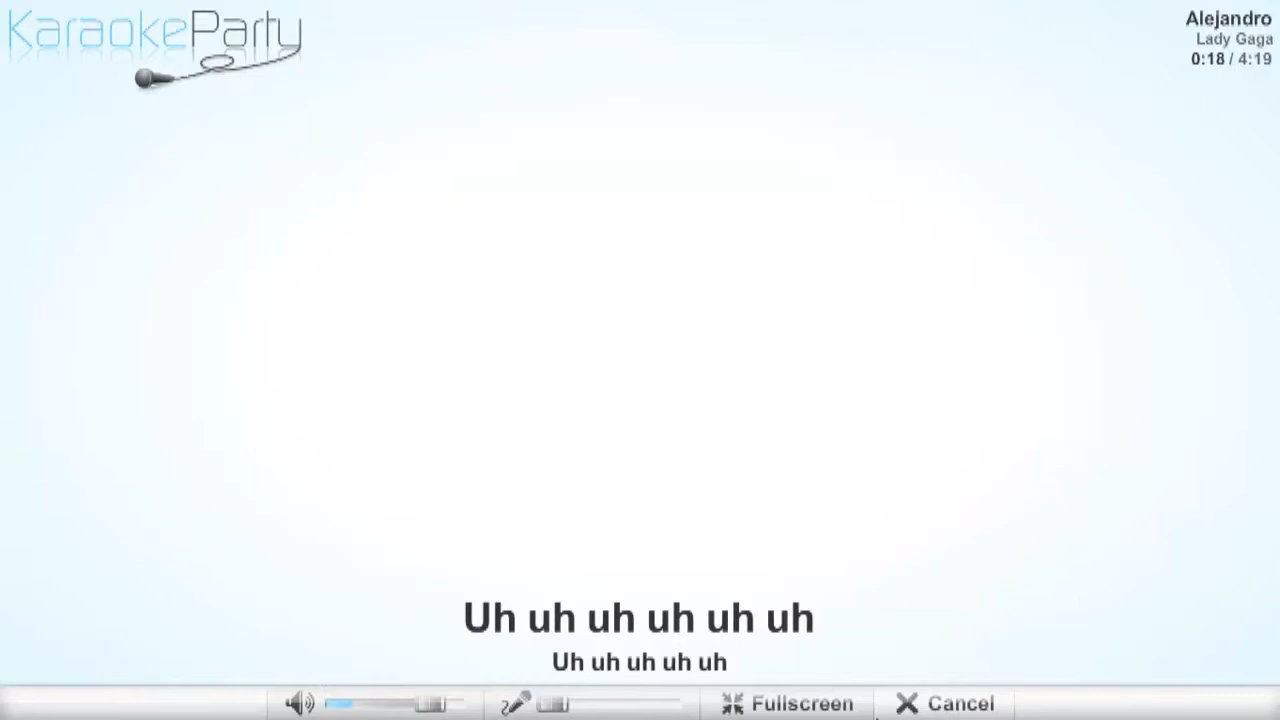 KaraokeParty
Alejandro
Lady Gaga
0:18 / 4:19
Uh uh uh uh uh uh
Uh uh uh uh uh
Fullscreen
Cancel